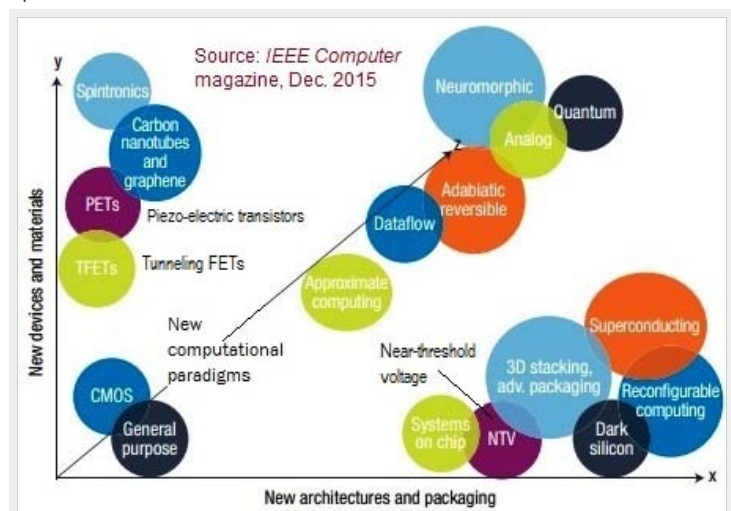 Source: IEEE Computer
magazine, Dec. 2015
y
Spintronics
Carbon
nanotubes
and
graphene
PETs
Piezo-electric transistors
TFETs
Tunneling FETs
New devices and materials
New
computational
paradigms
CMOS
General
purpose
Neuromorphic
Quantum
Analog
z
Adabiatic
reversible
Dataflow
Approximate
computing
Near-threshold
voltage
Superconducting
3D stacking,
adv. packaging
Reconfigurable
computing
Systems
on chip
NTV
Dark
silicon
x
New architectures and packaging